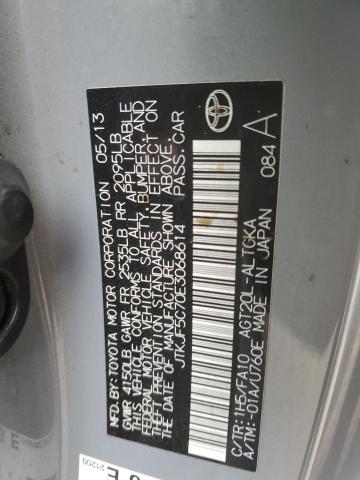 MFD.BY:TOYOTA MOTOR CORPORATION 05/13
GVWR 4150LB GAWR FR 2535LB RR 2095LB
THIS VEHICLE CONFORMS TO ALL APPLICABLE
FEDERAL MOTOR VEHICLE SAFETY,BUMPER,AND
THEFT PREVENTION STANDARDS IN EFFECT ON
THE DATE OF MANUFACTURE SHOWN ABOVE.
JTKJF5C70E3068614 PASS.CAR
C/TR:1H5/FA10 AGT20L-ALTGKA
A/TM:-01A/U760E MADE IN JAPAN 084 A
21200